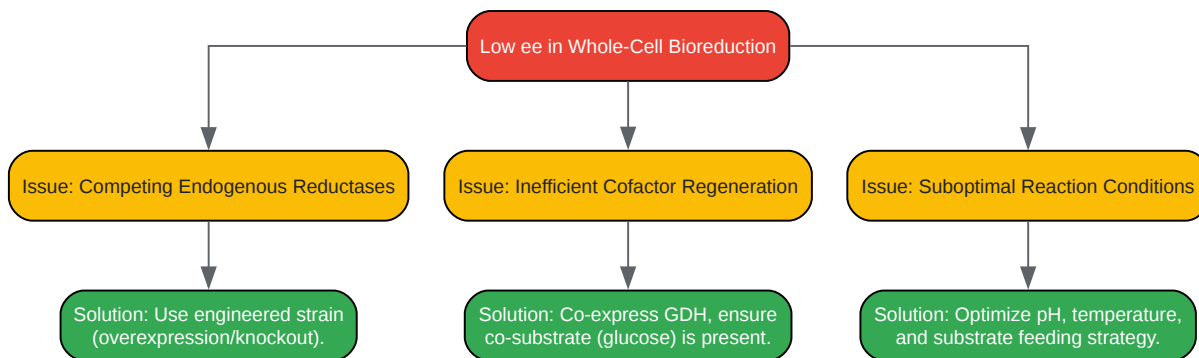 Low ee in Whole-Cell Bioreduction
Issue: Competing Endogenous Reductases
Issue: Inefficient Cofactor Regeneration
Issue: Suboptimal Reaction Conditions
Solution: Use engineered strain
(overexpression/knockout).
Solution: Co-express GDH, ensure
co-substrate (glucose) is present.
Solution: Optimize pH, temperature,
and substrate feeding strategy.